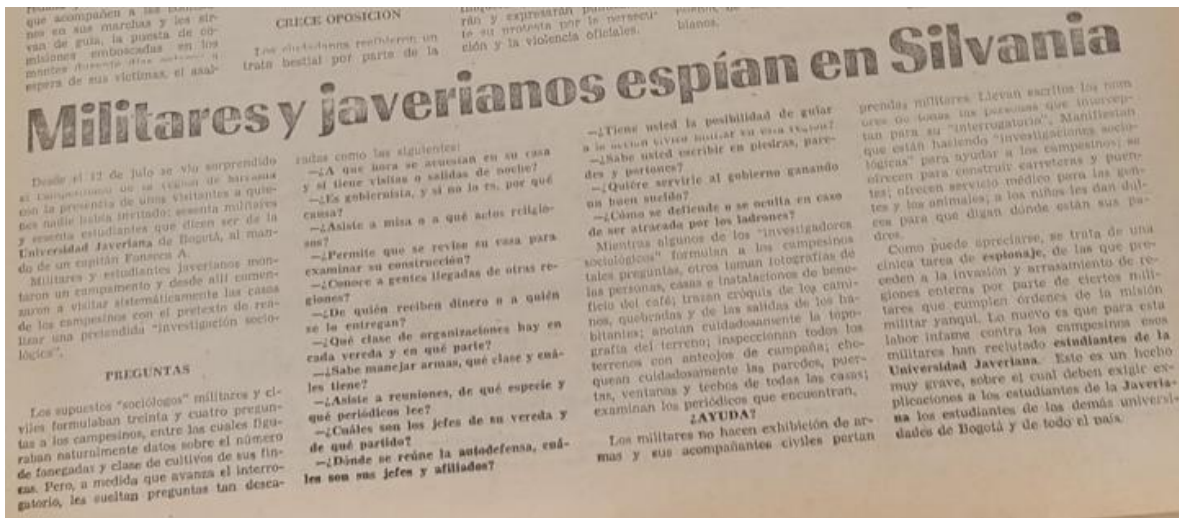 que acompañen a las
nes en sus marchas y les sir-
van de guía, la puesta de co-
misiones emboscadas en los
montes durante días
espera de sus víctimas, el asal-
CRECE OPOSICION
Los ciudadanos recibieron un
trato bestial por parte de la
rán y expresarán
te su protesta por la persecu-
ción y la violencia oficiales.
bianos.
Militares y javerianos espían en Silvania
Desde el 12 de julo se vio sorprendido
el campesinado de la región de Silvania
con la presencia de unos visitantes a quie-
nes nadie había invitado: sesenta militares
y sesenta estudiantes que dicen ser de la
Universidad Javeriana de Bogotá, al man-
do de un capitán Fonseca A.
Militares y estudiantes javerianos mon-
taron un campamento y desde allí comen-
zaron a visitar sistemáticamente las casas
de los campesinos con el pretexto de rea-
lizar una pretendida "investigación socio-
lógica".
PREGUNTAS
Los supuestos "sociólogos" militares y ci-
viles formulaban treinta y cuatro pregun-
tas a los campesinos, entre las cuales figu-
raban naturalmente datos sobre el número
de fanegadas y clase de cultivos de sus fin-
cas. Pero, a medida que avanza el interro-
gatorio, les sueltan preguntas tan desca-
radas como las siguientes:
—¿A que hora se acuestan en su casa
y si tiene visitas o salidas de noche?
—¿Es gobiernista, y si no lo es, por qué
causa?
—¿Asiste a misa o a qué actos religio-
sos?
—¿Permite que se revise su casa para
examinar su construcción?
—¿Conoce a gentes llegadas de otras re-
giones?
—¿De quién reciben dinero o a quién
se lo entregan?
—¿Qué clase de organizaciones hay en
cada vereda y en qué parte?
—¿Sabe manejar armas, qué clase y cuá-
les tiene?
—¿Asiste a reuniones, de qué especie y
qué periódicos lee?
—¿Cuáles son los jefes de su vereda y
de qué partido?
—¿Dónde se reúne la autodefensa, cuá-
les son sus jefes y afiliados?
—¿Tiene usted la posibilidad de guiar
a la acción cívico militar en esta región?
—¿Sabe usted escribir en piedras, pare-
des y portones?
—¿Quiére servirle al gobierno ganando
un buen sueldo?
—¿Cómo se defiende o se oculta en caso
de ser atracado por los ladrones?
Mientras algunos de los "investigadores
sociológicos" formulan a los campesinos
tales preguntas, otros toman fotografías de
las personas, casas e instalaciones de bene-
ficio del café; trazan cróquis de los cami-
nos, quebradas y de las salidas de los ha-
bitantes; anotan cuidadosamente la topo-
grafía del terreno; inspeccionan todos los
terrenos con anteojos de campaña; cho-
quean cuidadosamente las paredes, puer-
tas, ventanas y techos de todas las casas;
examinan los periódicos que encuentran.
¿AYUDA?
Los militares no hacen exhibición de ar-
mas y sus acompañantes civiles portan
prendas militares. Llevan escritos los nom
bres de todas las personas que intercep-
tan para su "interrogatorio". Manifiestan
que están haciendo "investigaciones socio-
lógicas" para ayudar a los campesinos; se
ofrecen para construir carreteras y puen-
tes; ofrecen servicio médico para las gen-
tes y los animales; a los niños les dan dul-
ces para que digan dónde están sus pa-
dres.
Como puede apreciarse, se trata de una
cínica tarea de espionaje, de las que pre-
ceden a la invasión y arrasamiento de re-
giones enteras por parte de ciertos mili-
tares que cumplen órdenes de la misión
militar yanqui. Lo nuevo es que para esta
labor infame contra los campesinos esos
militares han reclutado estudiantes de la
Universidad Javeriana. Este es un hecho
muy grave, sobre el cual deben exigir ex-
plicaciones a los estudiantes de la Javeria-
na los estudiantes de las demás universi-
dades de Bogotá y de todo el país.